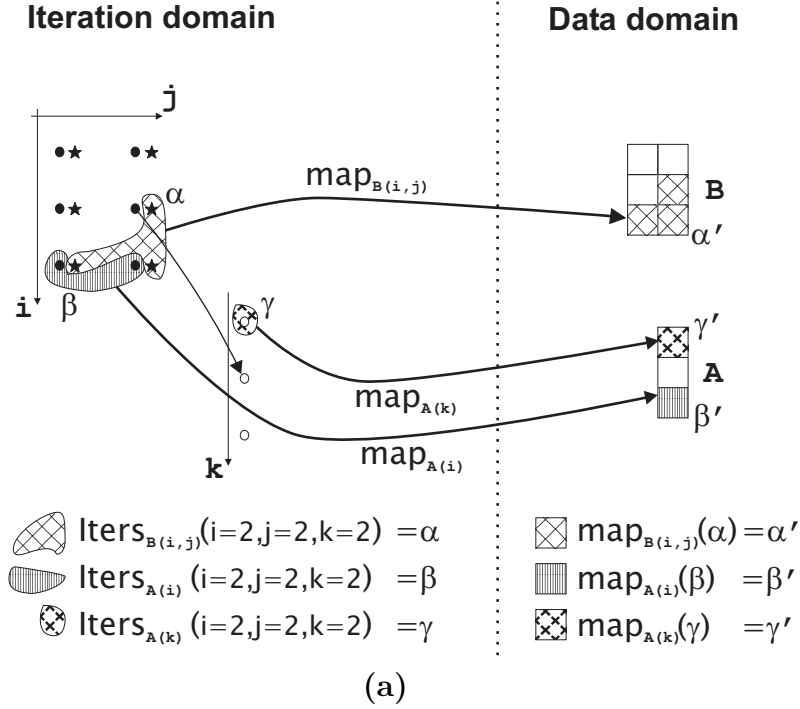 Iteration domain
Data domain
j
α
map_B(i,j)
B
α′
i
β
γ
γ′
A
map_A(k)
β′
k
map_A(i)
Iters_B(i,j)(i=2,j=2,k=2) =α
map_B(i,j)(α)=α′
Iters_A(i) (i=2,j=2,k=2) =β
map_A(i)(β) =β′
Iters_A(k) (i=2,j=2,k=2) =γ
map_A(k)(γ) =γ′
(a)